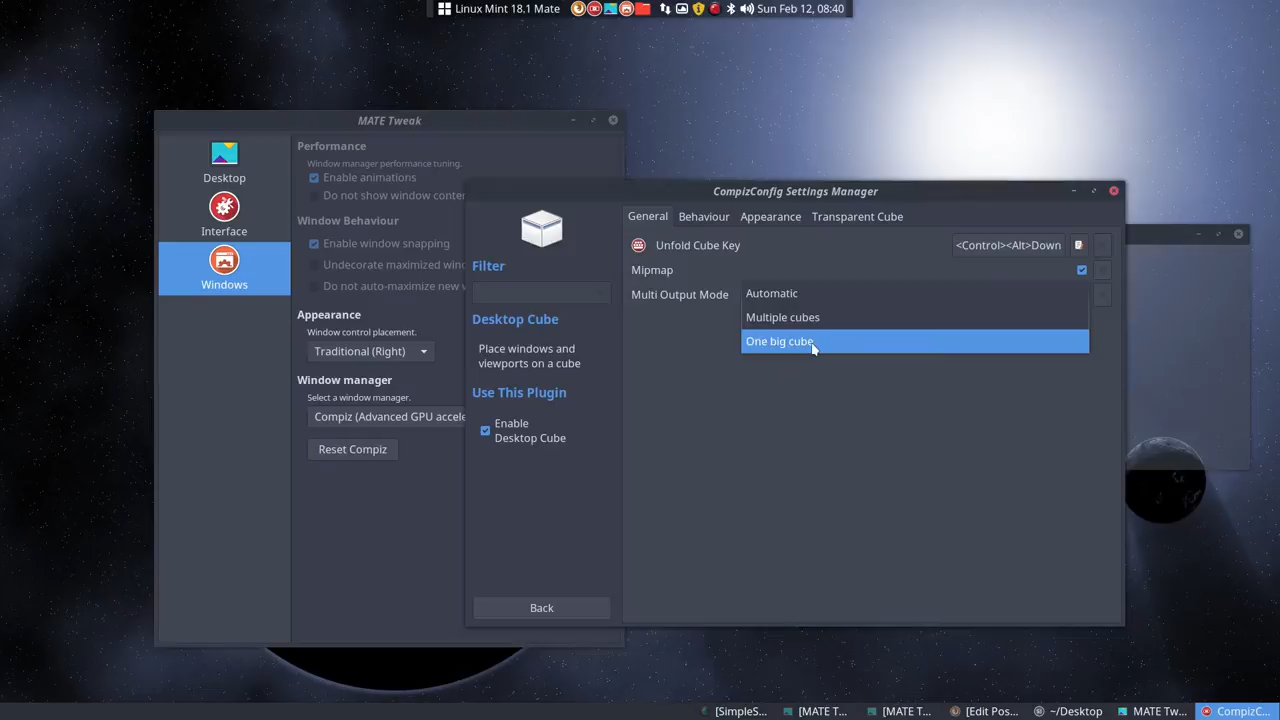 Linux Mint 18.1 Mate
Sun Feb 12, 08:40
MATE Tweak
Desktop
Interface
Windows
Performance
Window manager performance tuning.
Enable animations
Do not show window conter
Window Behaviour
Enable window snapping
Undecorate maximized wind
Do not auto-maximize new w
Appearance
Window control placement.
Traditional (Right)
Window manager
Select a window manager.
Compiz (Advanced GPU accele
Reset Compiz
CompizConfig Settings Manager
Filter
Desktop Cube
Place windows and
viewports on a cube
Use This Plugin
Enable
Desktop Cube
Back
General Behaviour Appearance Transparent Cube
Unfold Cube Key <Control><Alt>Down
Mipmap
Multi Output Mode
Automatic
Multiple cubes
One big cube
[SimpleS... [MATE T... [MATE T... [Edit Pos... ~/Desktop MATE Tw... CompizC...